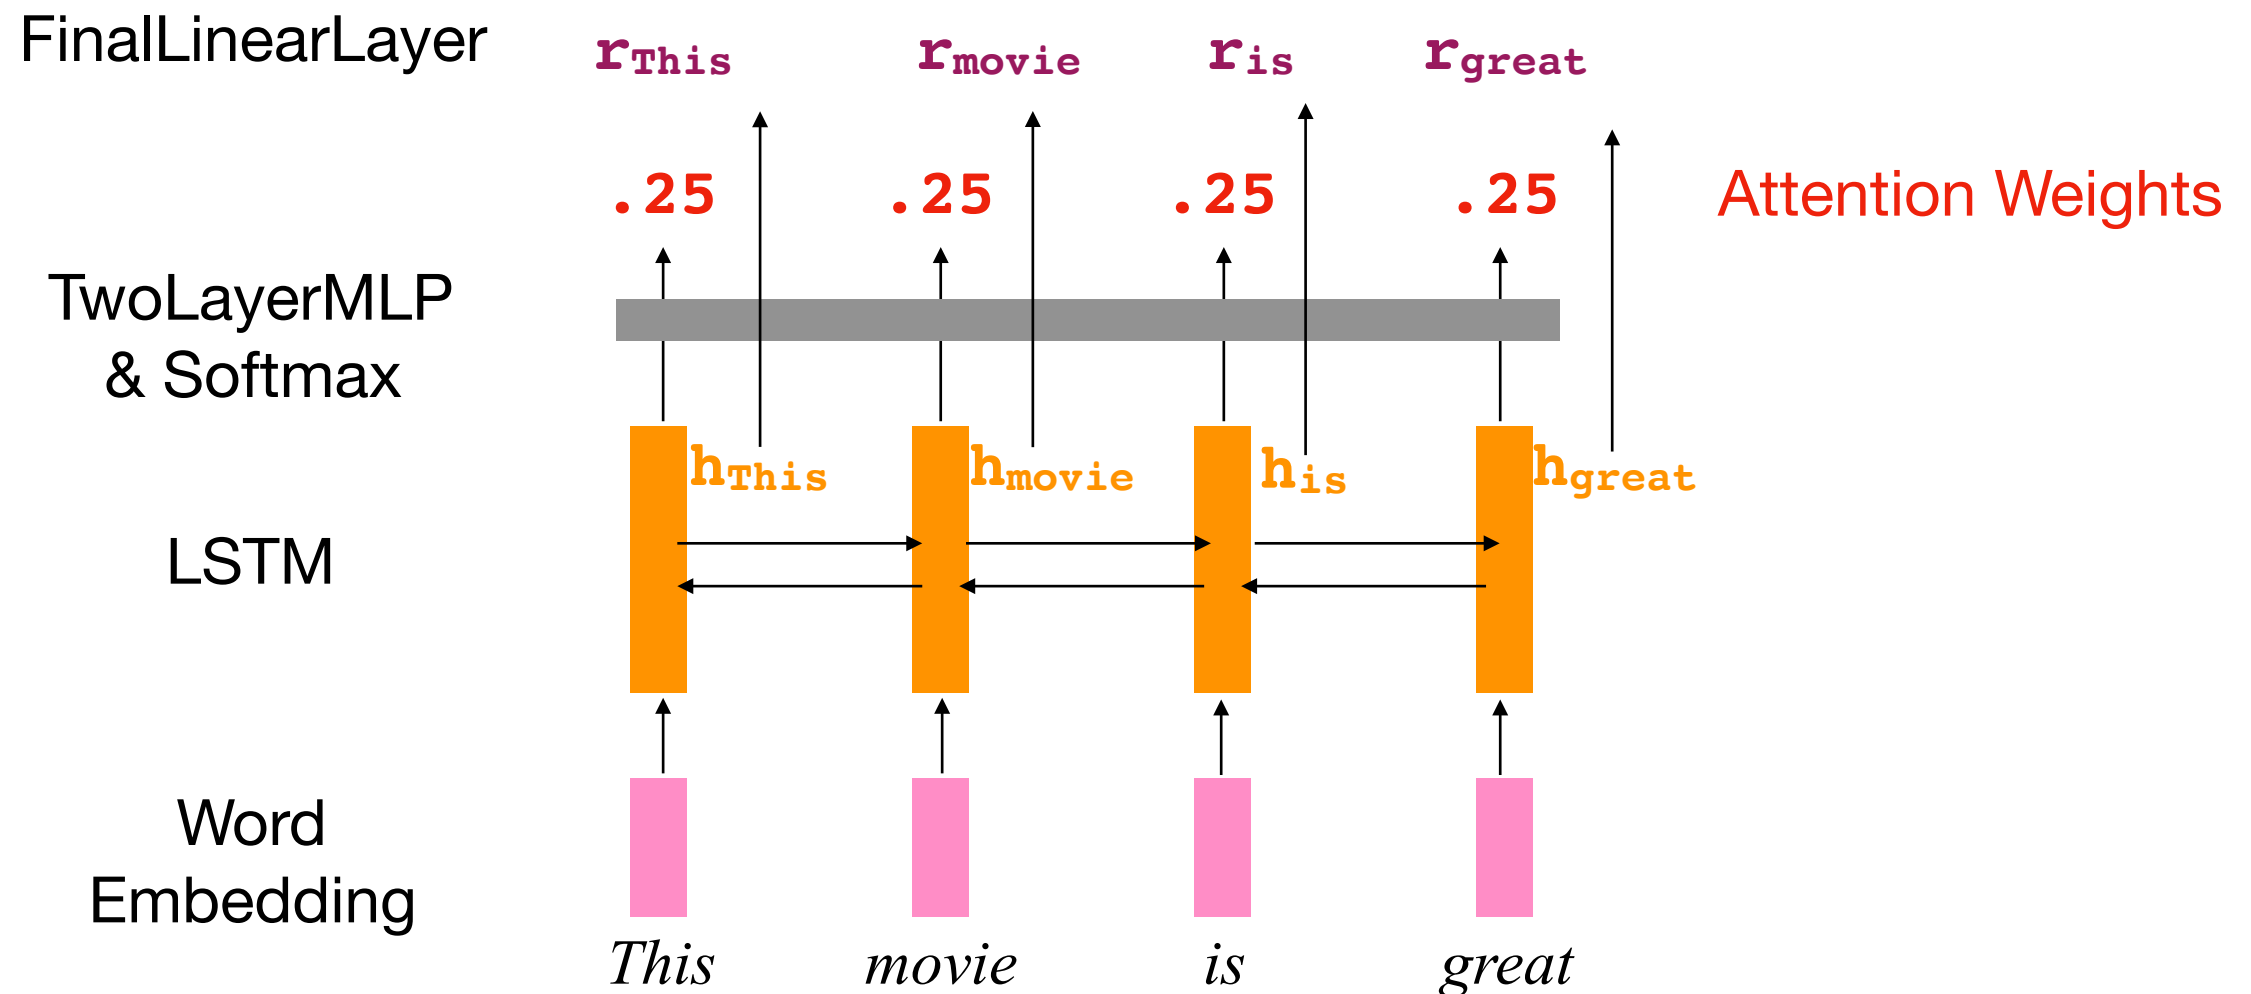 FinalLinearLayer rThis rmovie ris rgreat
.25 .25 .25 .25 Attention Weights
TwoLayerMLP
& Softmax
hThis hmovie his hgreat
LSTM
Word
Embedding
This movie is great